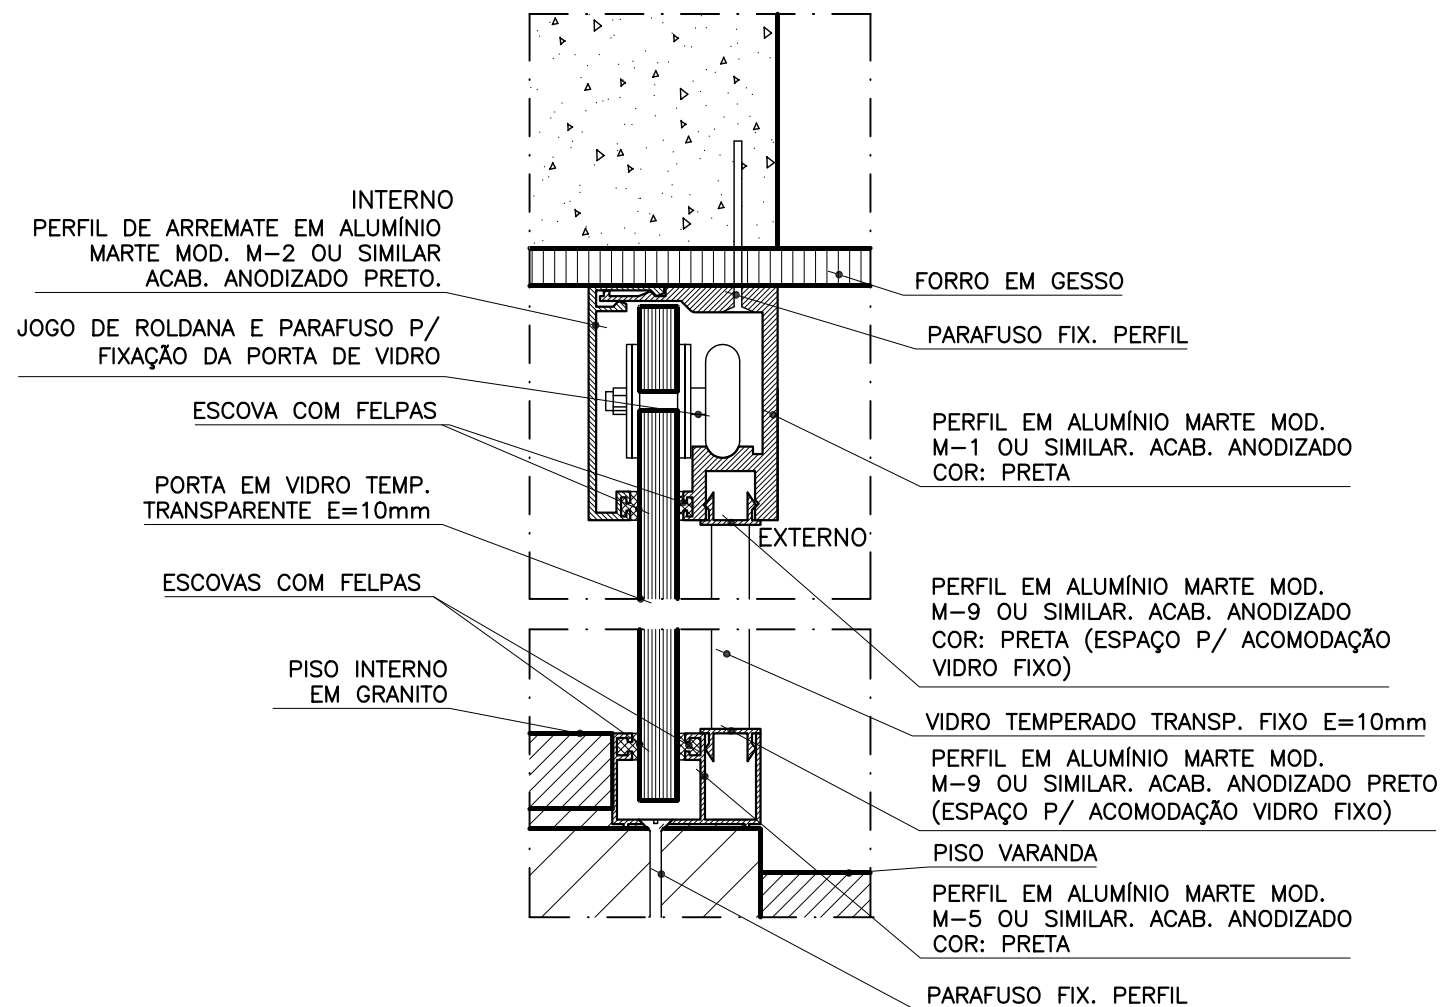 INTERNO
PERFIL DE ARREMATE EM ALUMÍNIO
MARTE MOD. M-2 OU SIMILAR
ACAB. ANODIZADO PRETO.
JOGO DE ROLDANA E PARAFUSO P/
FIXAÇÃO DA PORTA DE VIDRO
ESCOVA COM FELPAS
PORTA EM VIDRO TEMP.
TRANSPARENTE E=10mm
ESCOVAS COM FELPAS
PISO INTERNO
EM GRANITO
FORRO EM GESSO
PARAFUSO FIX. PERFIL
PERFIL EM ALUMÍNIO MARTE MOD.
M-1 OU SIMILAR. ACAB. ANODIZADO
COR: PRETA
EXTERNO
PERFIL EM ALUMÍNIO MARTE MOD.
M-9 OU SIMILAR. ACAB. ANODIZADO
COR: PRETA (ESPAÇO P/ ACOMODAÇÃO
VIDRO FIXO)
VIDRO TEMPERADO TRANSP. FIXO E=10mm
PERFIL EM ALUMÍNIO MARTE MOD.
M-9 OU SIMILAR. ACAB. ANODIZADO PRETO
(ESPAÇO P/ ACOMODAÇÃO VIDRO FIXO)
PISO VARANDA
PERFIL EM ALUMÍNIO MARTE MOD.
M-5 OU SIMILAR. ACAB. ANODIZADO
COR: PRETA
PARAFUSO FIX. PERFIL